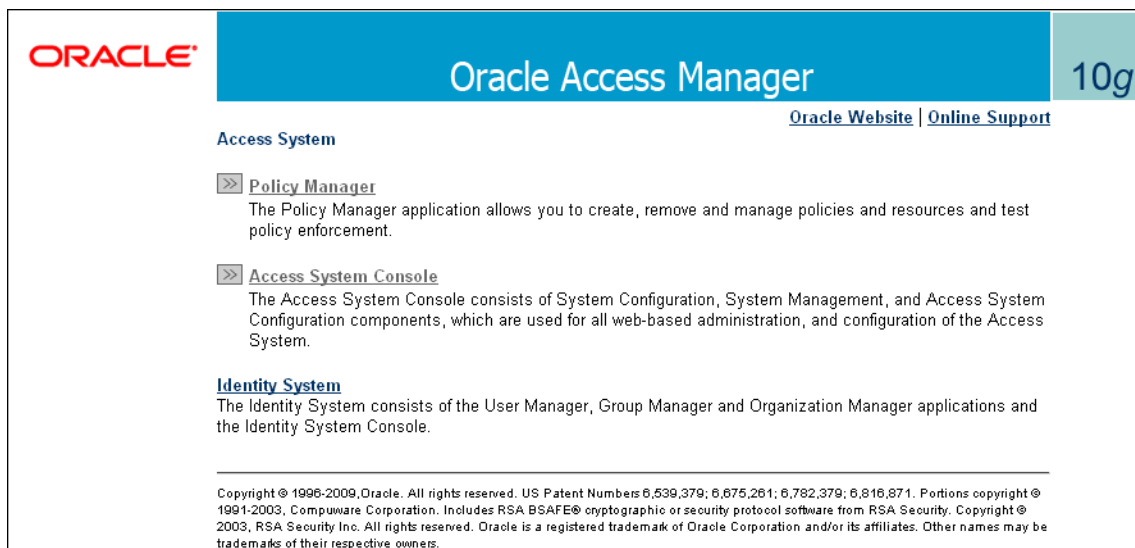 ORACLE®
Oracle Access Manager
10g
Oracle Website | Online Support
Access System
>> Policy Manager
The Policy Manager application allows you to create, remove and manage policies and resources and test
policy enforcement.
>> Access System Console
The Access System Console consists of System Configuration, System Management, and Access System
Configuration components, which are used for all web-based administration, and configuration of the Access
System.
Identity System
The Identity System consists of the User Manager, Group Manager and Organization Manager applications and
the Identity System Console.
Copyright © 1996-2009,Oracle. All rights reserved. US Patent Numbers 6,539,379; 6,675,261; 6,782,379; 6,816,871. Portions copyright ©
1991-2003, Compuware Corporation. Includes RSA BSAFE® cryptographic or security protocol software from RSA Security. Copyright ©
2003, RSA Security Inc. All rights reserved. Oracle is a registered trademark of Oracle Corporation and/or its affiliates. Other names may be
trademarks of their respective owners.